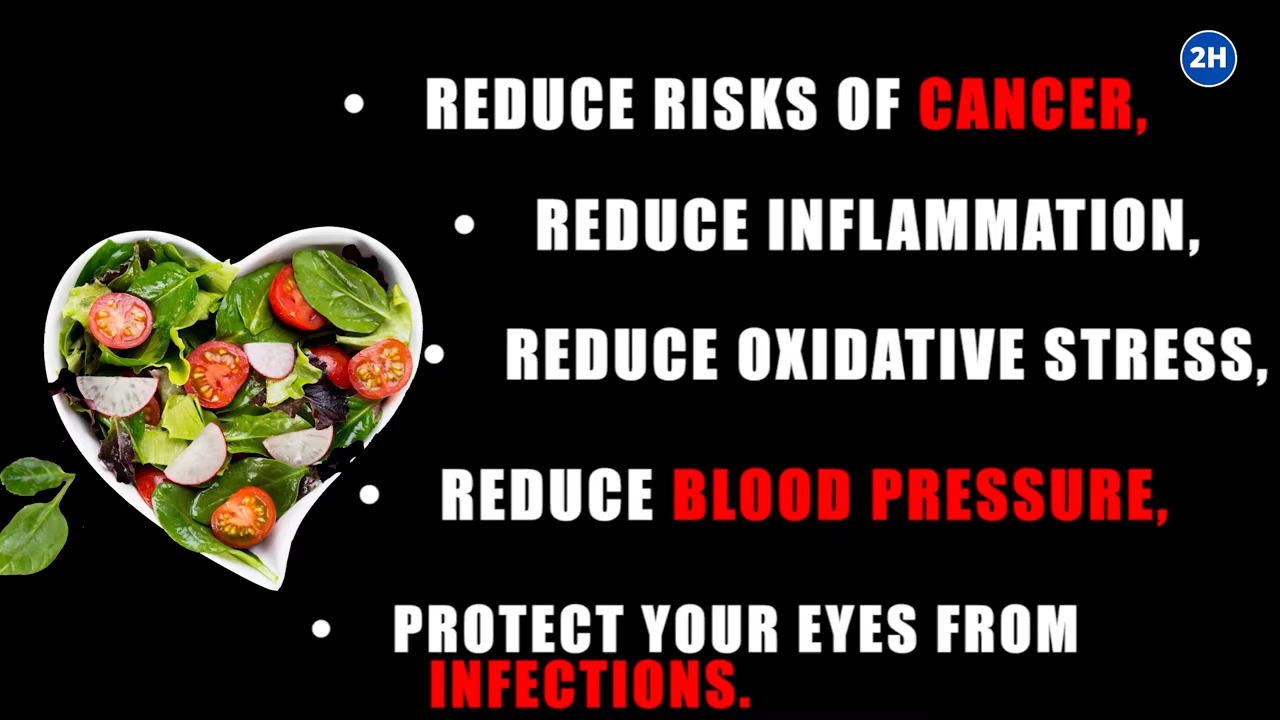 2H
• REDUCE RISKS OF CANCER,
• REDUCE INFLAMMATION,
• REDUCE OXIDATIVE STRESS,
• REDUCE BLOOD PRESSURE,
• PROTECT YOUR EYES FROM
INFECTIONS.